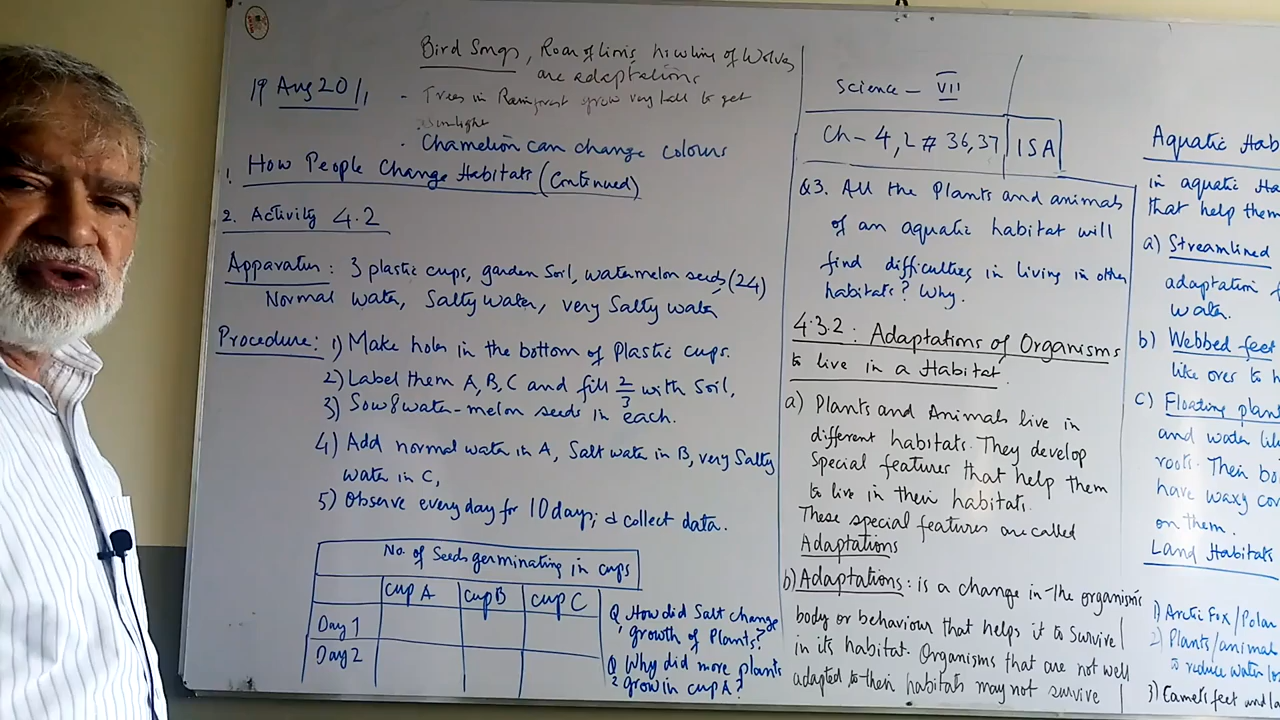 Bird Songs, Roar of lions, howling of Wolves
are adaptations
- Trees in Rainforest grow very tall to get
sunlight
19 Aug 20
. Chamelion can change colours
1. How People Change Habitats (Continued)
2. Activity 4.2
Apparatus: 3 plastic cups, garden Soil, watermelon seeds, (24)
Normal water, Salty water, very Salty water
Procedure: 1) Make holes in the bottom of Plastic cups.
2) Label them A, B, C and fill 2/3 with Soil,
3) Sow 8 water-melon seeds in each.
4) Add normal water in A, Salt water in B, very Salty
water in C,
5) Observe every day for 10 days; & collect data.
No. of Seeds germinating in cups
cup A cup B cup C
Day 1
Day 2
Q1 How did Salt change
growth of Plants?
Q2 Why did more plants
grow in cup A?
Science - VII
Ch-4, L # 36,37 ISA
Q3. All the Plants and animals
of an aquatic habitat will
find difficulties in living in other
habitats? Why.
4.3.2: Adaptations of Organisms
to live in a Habitat.
a) Plants and Animals live in
different habitats. They develop
Special features that help them
to live in their habitats.
These special features are called
Adaptations
b) Adaptations: is a change in the organisms
body or behaviour that helps it to survive
in its habitat. Organisms that are not well
adapted to their habitats may not survive
Aquatic Hab
in aquatic Ha
that help them
a) Streamlined
adaptation f
water.
b) Webbed feet
like oars to h
c) Floating plant
and water li
roots. Their bo
have waxy co
on them.
Land Habitats
1) Arctic Fox/Polar
2) Plants/animal
to reduce water los
3) Camels feet and l